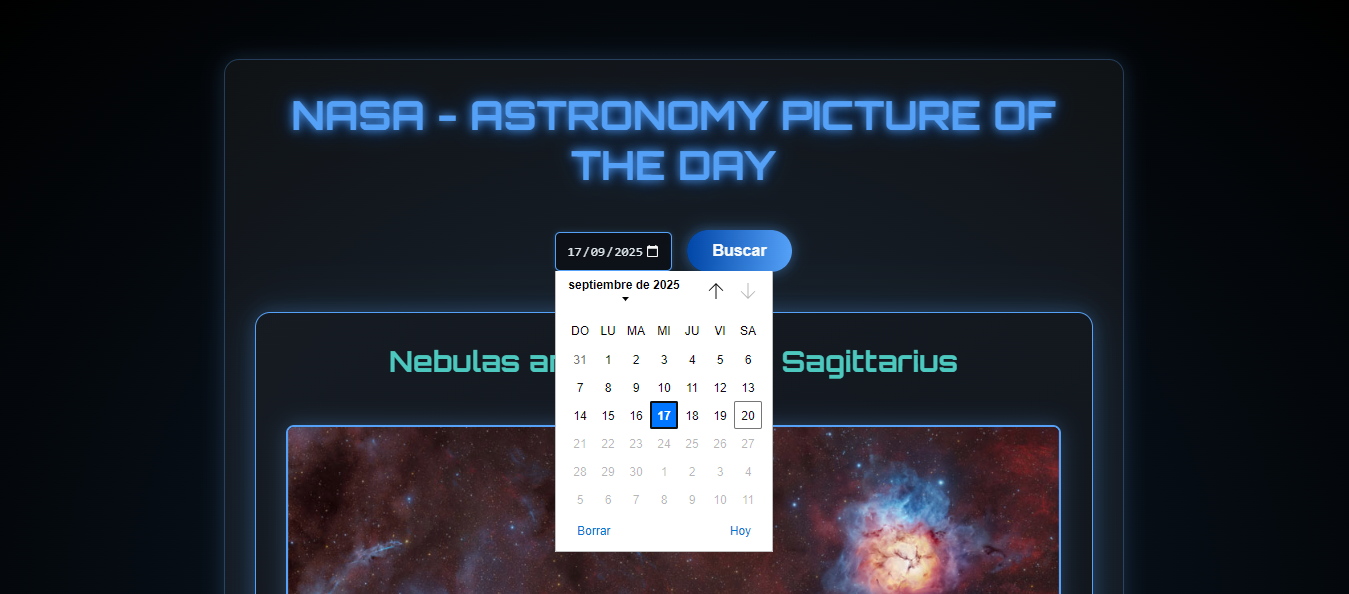 NASA - ASTRONOMY PICTURE OF
THE DAY
17/09/2025
Buscar
septiembre de 2025
DO LU MA MI JU VI SA
31 1 2 3 4 5 6
7 8 9 10 11 12 13
14 15 16 17 18 19 20
21 22 23 24 25 26 27
28 29 30 1 2 3 4
5 6 7 8 9 10 11
Borrar Hoy
Nebulas Sagittarius